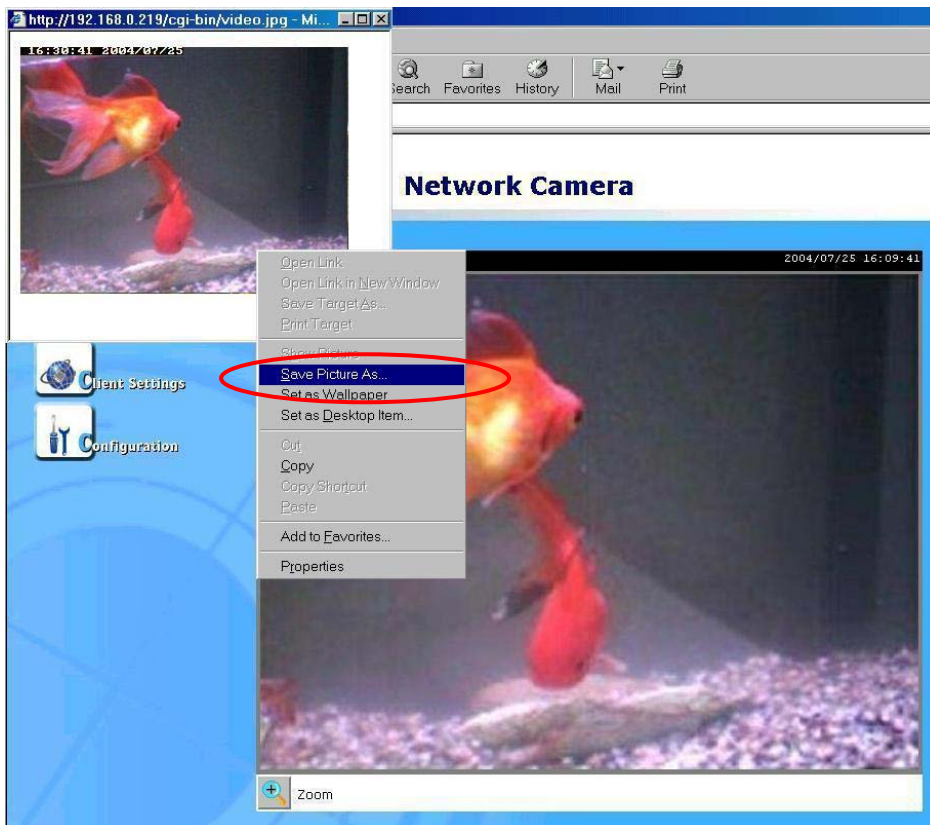 http://192.168.0.219/cgi-bin/video.jpg - Mi...
16:30:41 2004/07/25
Search Favorites History Mail Print
Network Camera
2004/07/25 16:09:41
Open Link
Open Link in New Window
Save Target As...
Print Target
Show Picture
Save Picture As...
Set as Wallpaper
Set as Desktop Item...
Cut
Copy
Copy Shortcut
Paste
Add to Favorites...
Properties
Client Settings
Configuration
Zoom